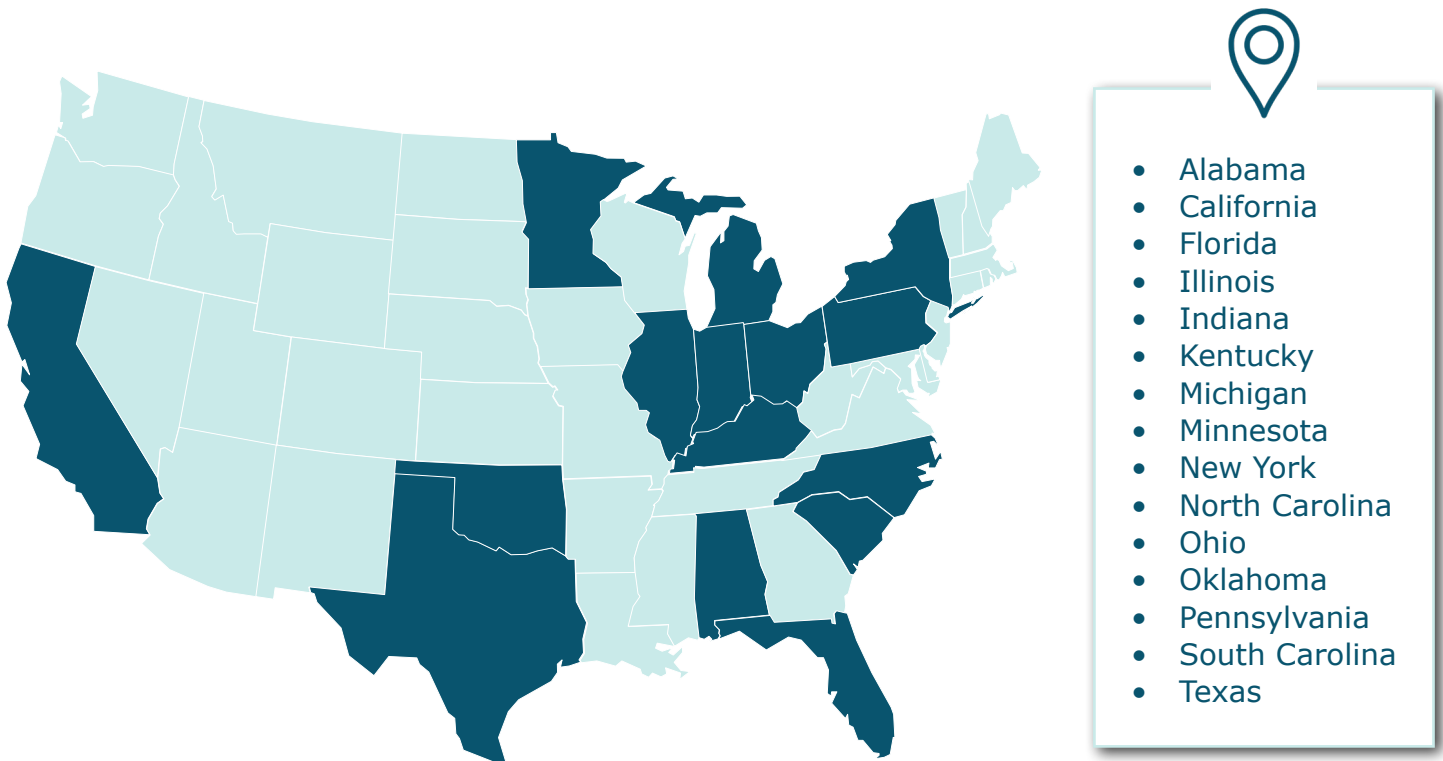 • Alabama
• California
• Florida
• Illinois
• Indiana
• Kentucky
• Michigan
• Minnesota
• New York
• North Carolina
• Ohio
• Oklahoma
• Pennsylvania
• South Carolina
• Texas